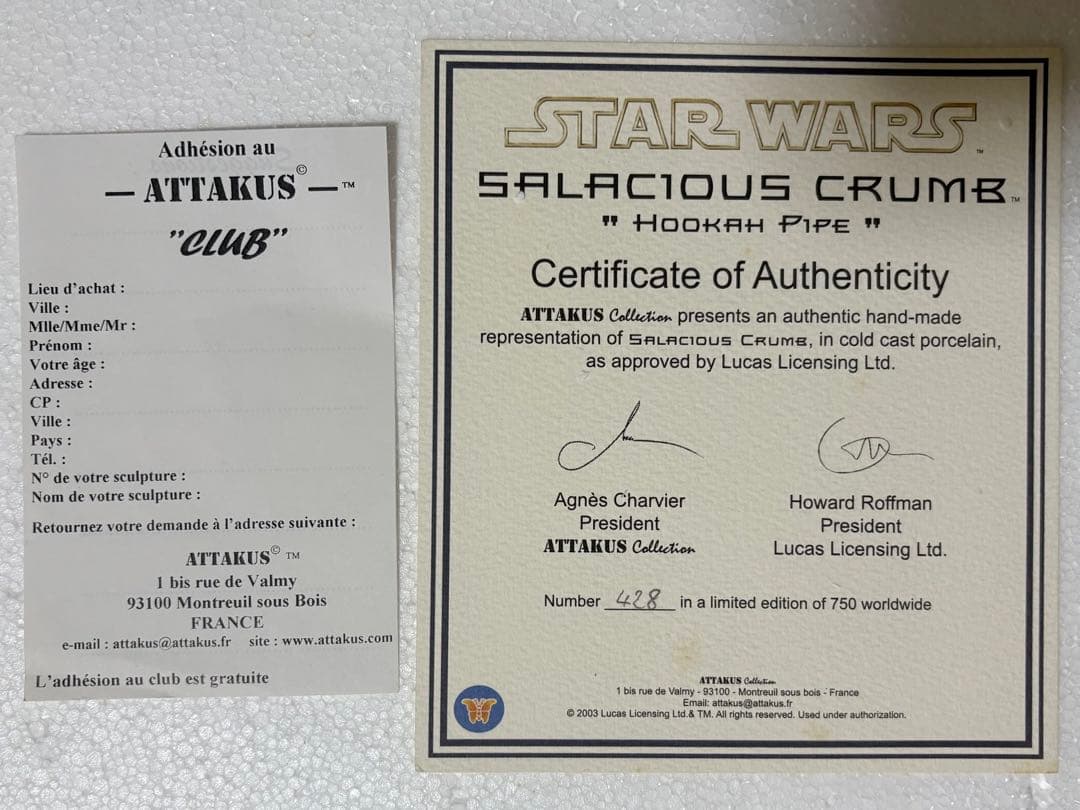 Adhésion au
— ATTAKUS© — ™
"CLUB"
Lieu d'achat :
Ville :
Mlle/Mme/Mr :
Prénom :
Votre âge :
Adresse :
CP :
Ville :
Pays :
Tél. :
N° de votre sculpture :
Nom de votre sculpture :
Retournez votre demande à l'adresse suivante :
ATTAKUS© ™
1 bis rue de Valmy
93100 Montreuil sous Bois
FRANCE
e-mail : attakus@attakus.fr site : www.attakus.com
L'adhésion au club est gratuite
STAR WARS ™
SALACIOUS CRUMB ™
" HOOKAH PIPE "
Certificate of Authenticity
ATTAKUS Collection presents an authentic hand-made
representation of SALACIOUS CRUMB, in cold cast porcelain,
as approved by Lucas Licensing Ltd.
Agnès Charvier
President
ATTAKUS Collection
Howard Roffman
President
Lucas Licensing Ltd.
Number 428 in a limited edition of 750 worldwide
ATTAKUS Collection
1 bis rue de Valmy - 93100 - Montreuil sous bois - France
Email: attakus@attakus.fr
© 2003 Lucas Licensing Ltd.& TM. All rights reserved. Used under authorization.